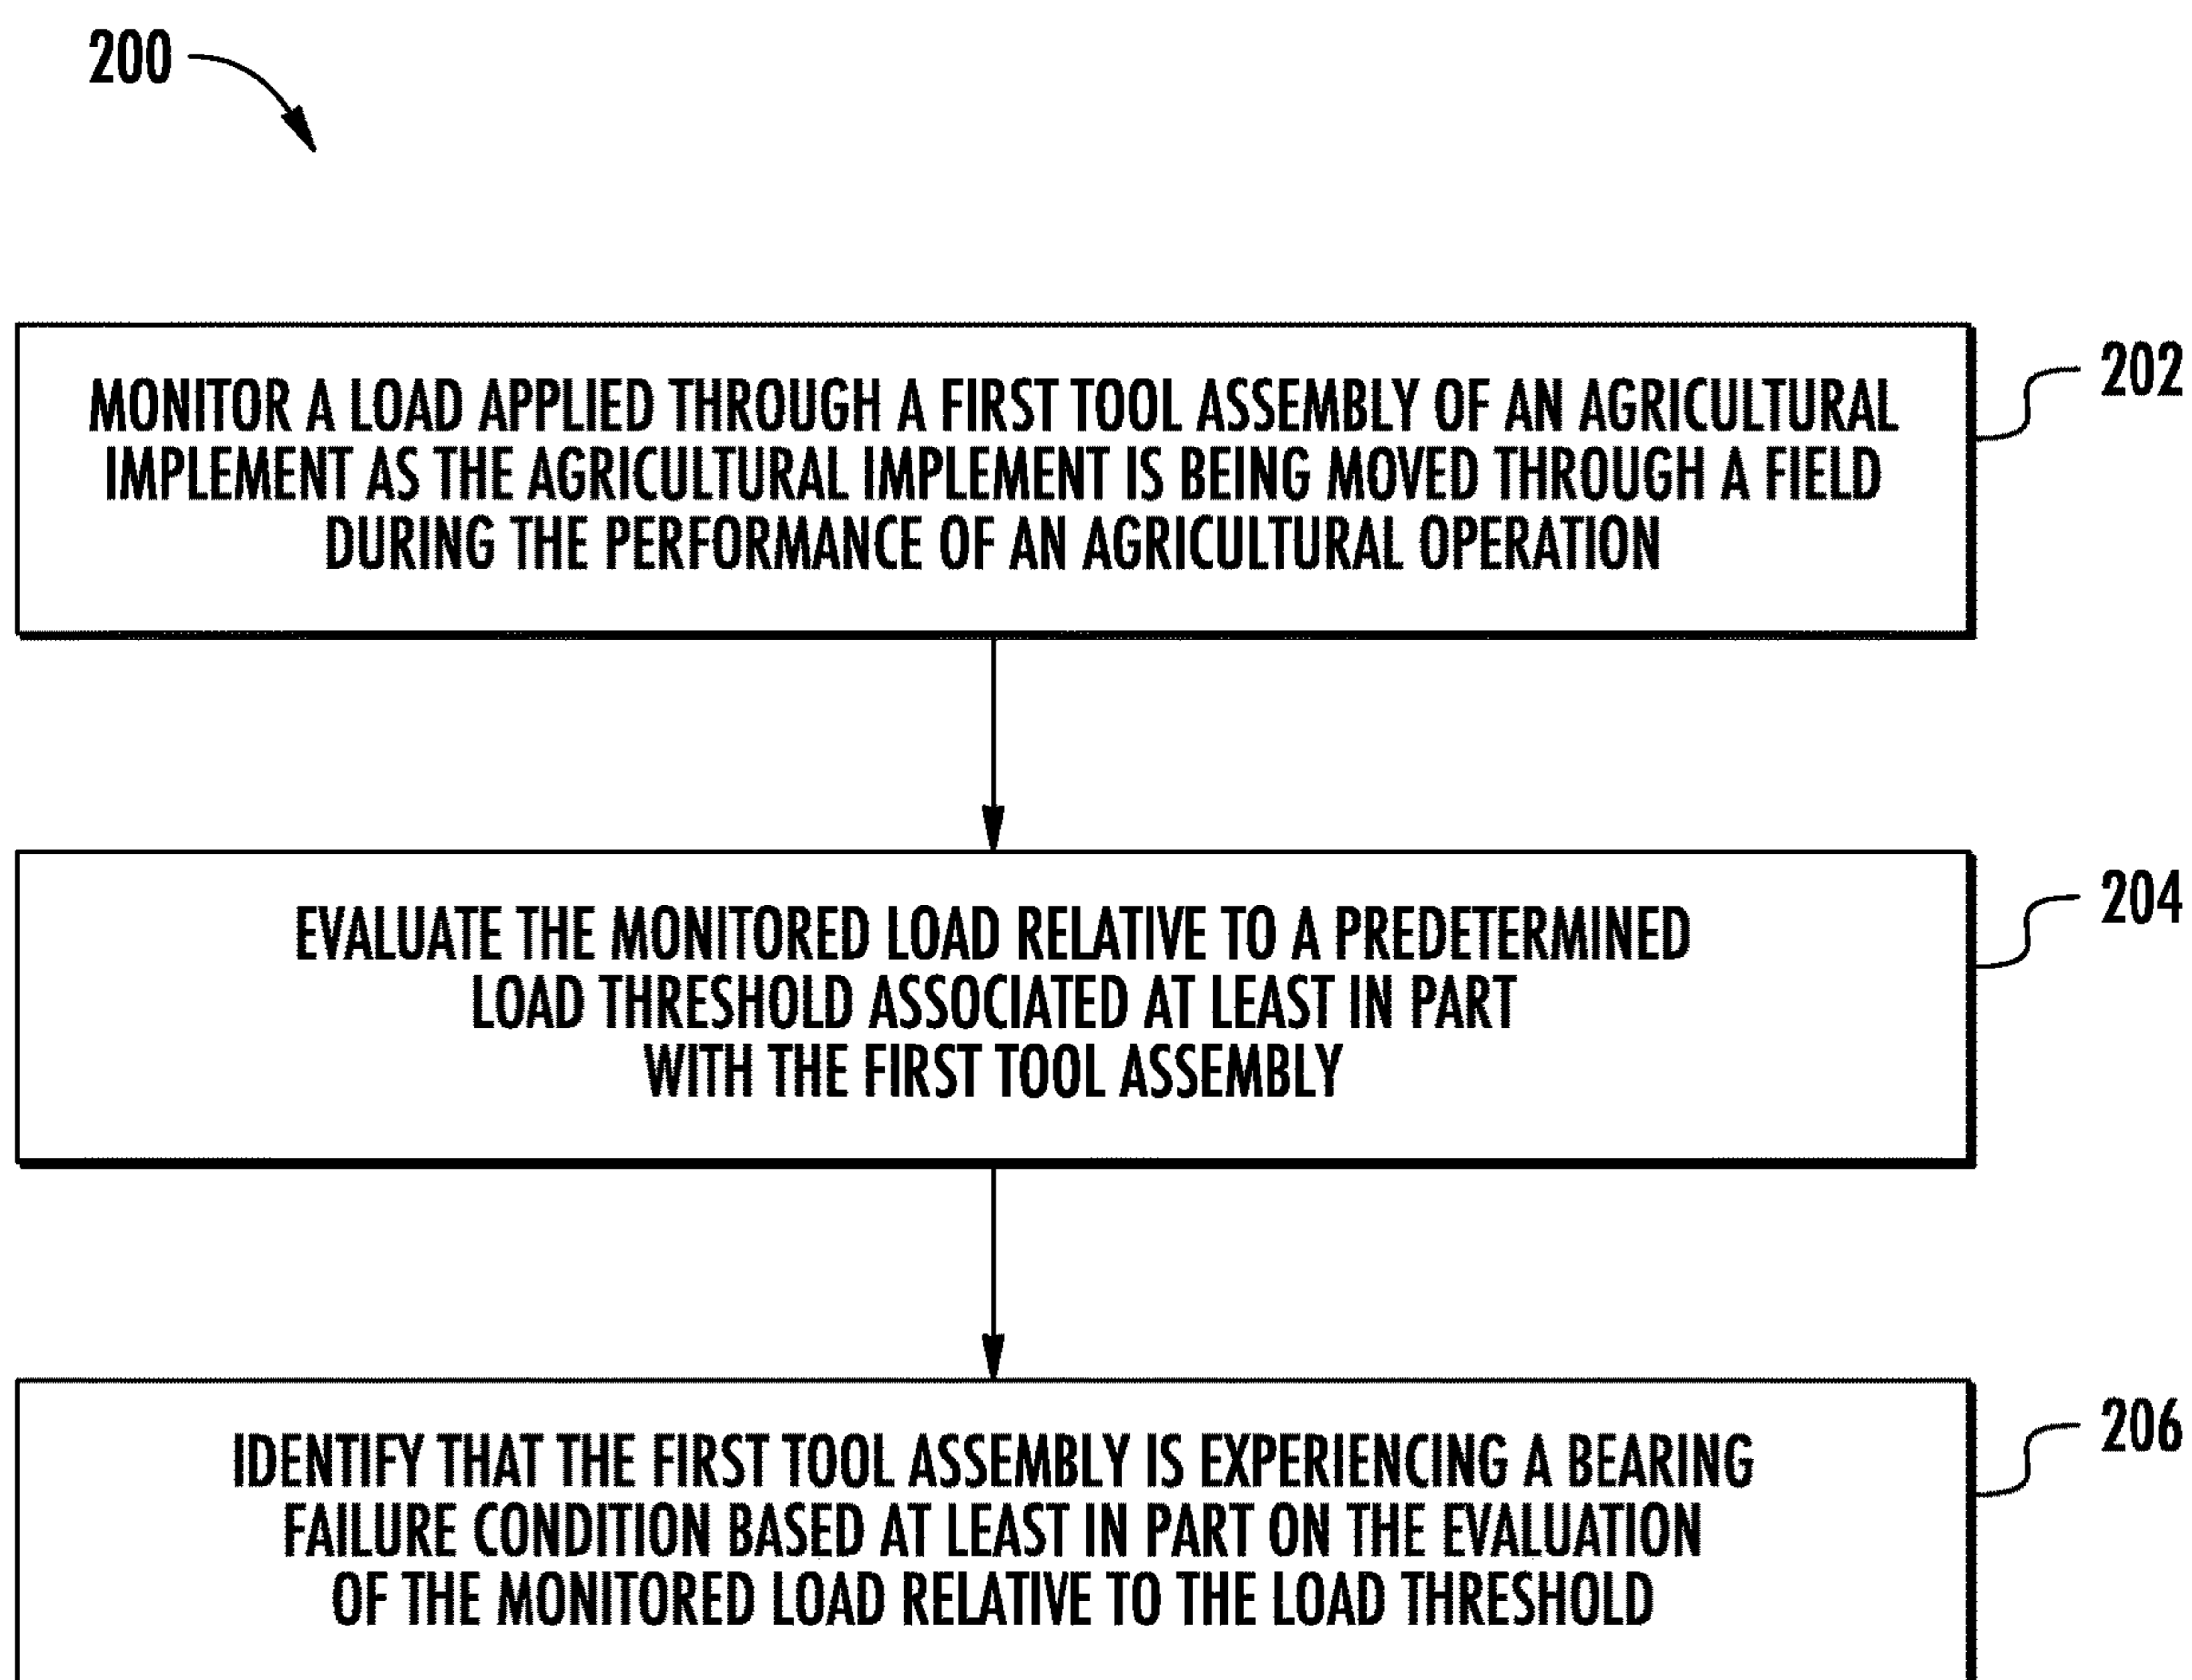 200
MONITOR A LOAD APPLIED THROUGH A FIRST TOOL ASSEMBLY OF AN AGRICULTURAL
IMPLEMENT AS THE AGRICULTURAL IMPLEMENT IS BEING MOVED THROUGH A FIELD
DURING THE PERFORMANCE OF AN AGRICULTURAL OPERATION
202
EVALUATE THE MONITORED LOAD RELATIVE TO A PREDETERMINED
LOAD THRESHOLD ASSOCIATED AT LEAST IN PART
WITH THE FIRST TOOL ASSEMBLY
204
IDENTIFY THAT THE FIRST TOOL ASSEMBLY IS EXPERIENCING A BEARING
FAILURE CONDITION BASED AT LEAST IN PART ON THE EVALUATION
OF THE MONITORED LOAD RELATIVE TO THE LOAD THRESHOLD
206